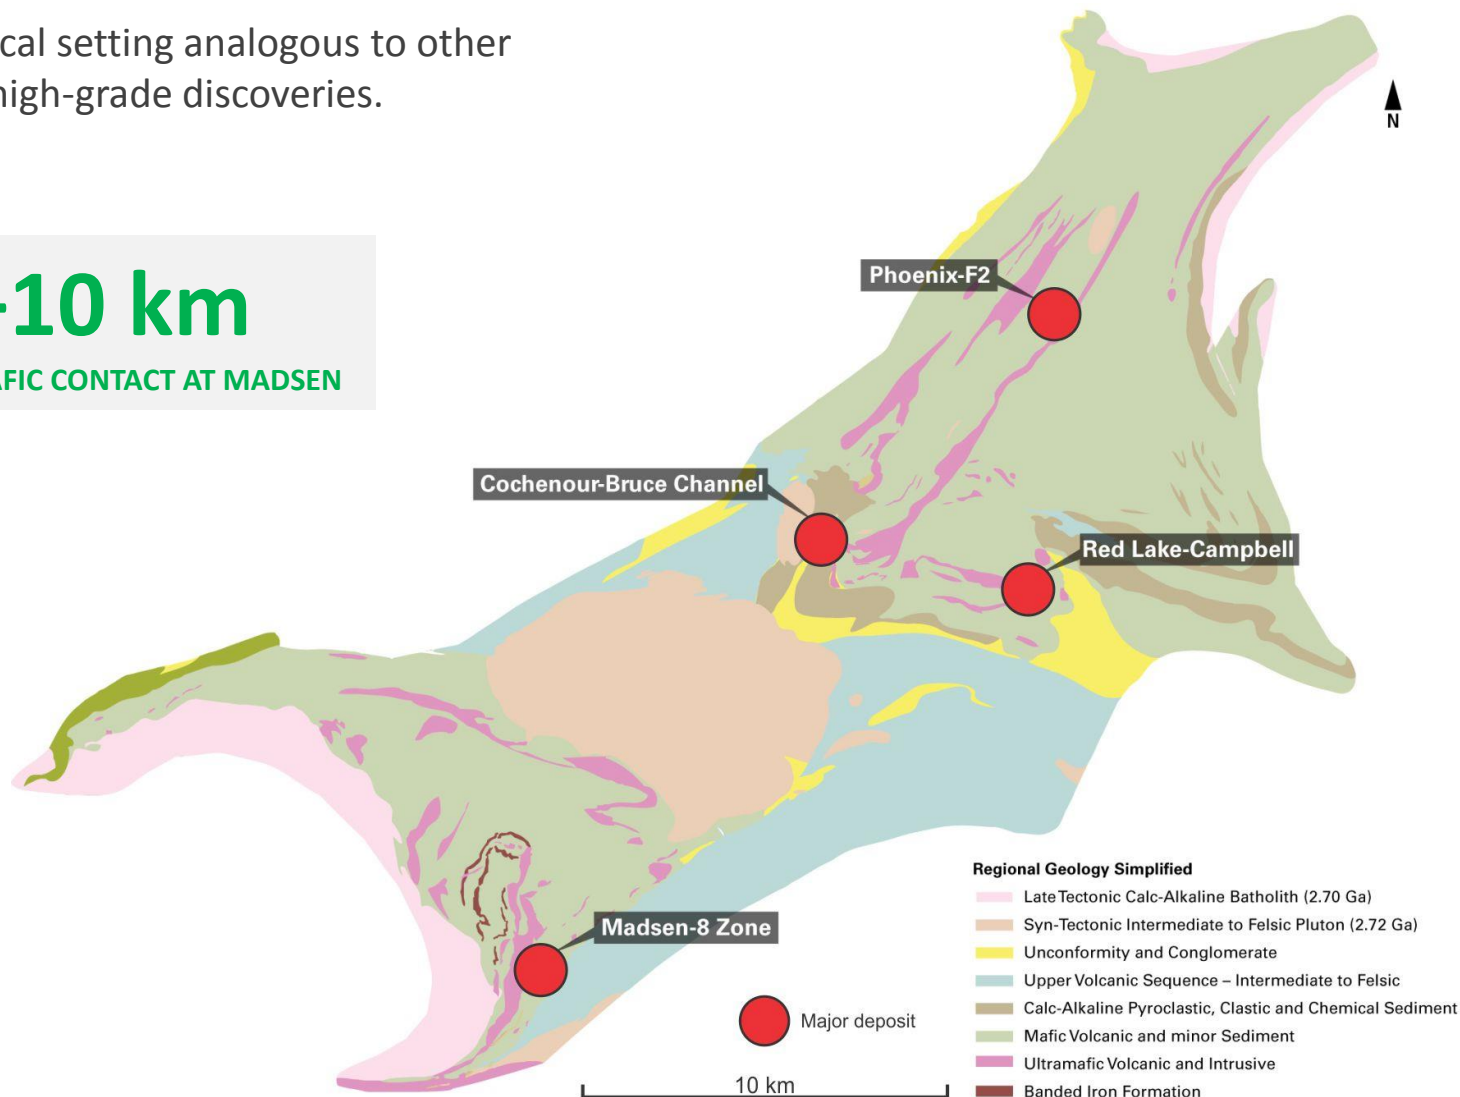 cal setting analogous to other
high-grade discoveries.
N
10 km
AFIC CONTACT AT MADSEN
Phoenix-F2
Cochenour-Bruce Channel
Red Lake-Campbell
Madsen-8 Zone
Major deposit
10 km
Regional Geology Simplified
Late Tectonic Calc-Alkaline Batholith (2.70 Ga)
Syn-Tectonic Intermediate to Felsic Pluton (2.72 Ga)
Unconformity and Conglomerate
Upper Volcanic Sequence – Intermediate to Felsic
Calc-Alkaline Pyroclastic, Clastic and Chemical Sediment
Mafic Volcanic and minor Sediment
Ultramafic Volcanic and Intrusive
Banded Iron Formation